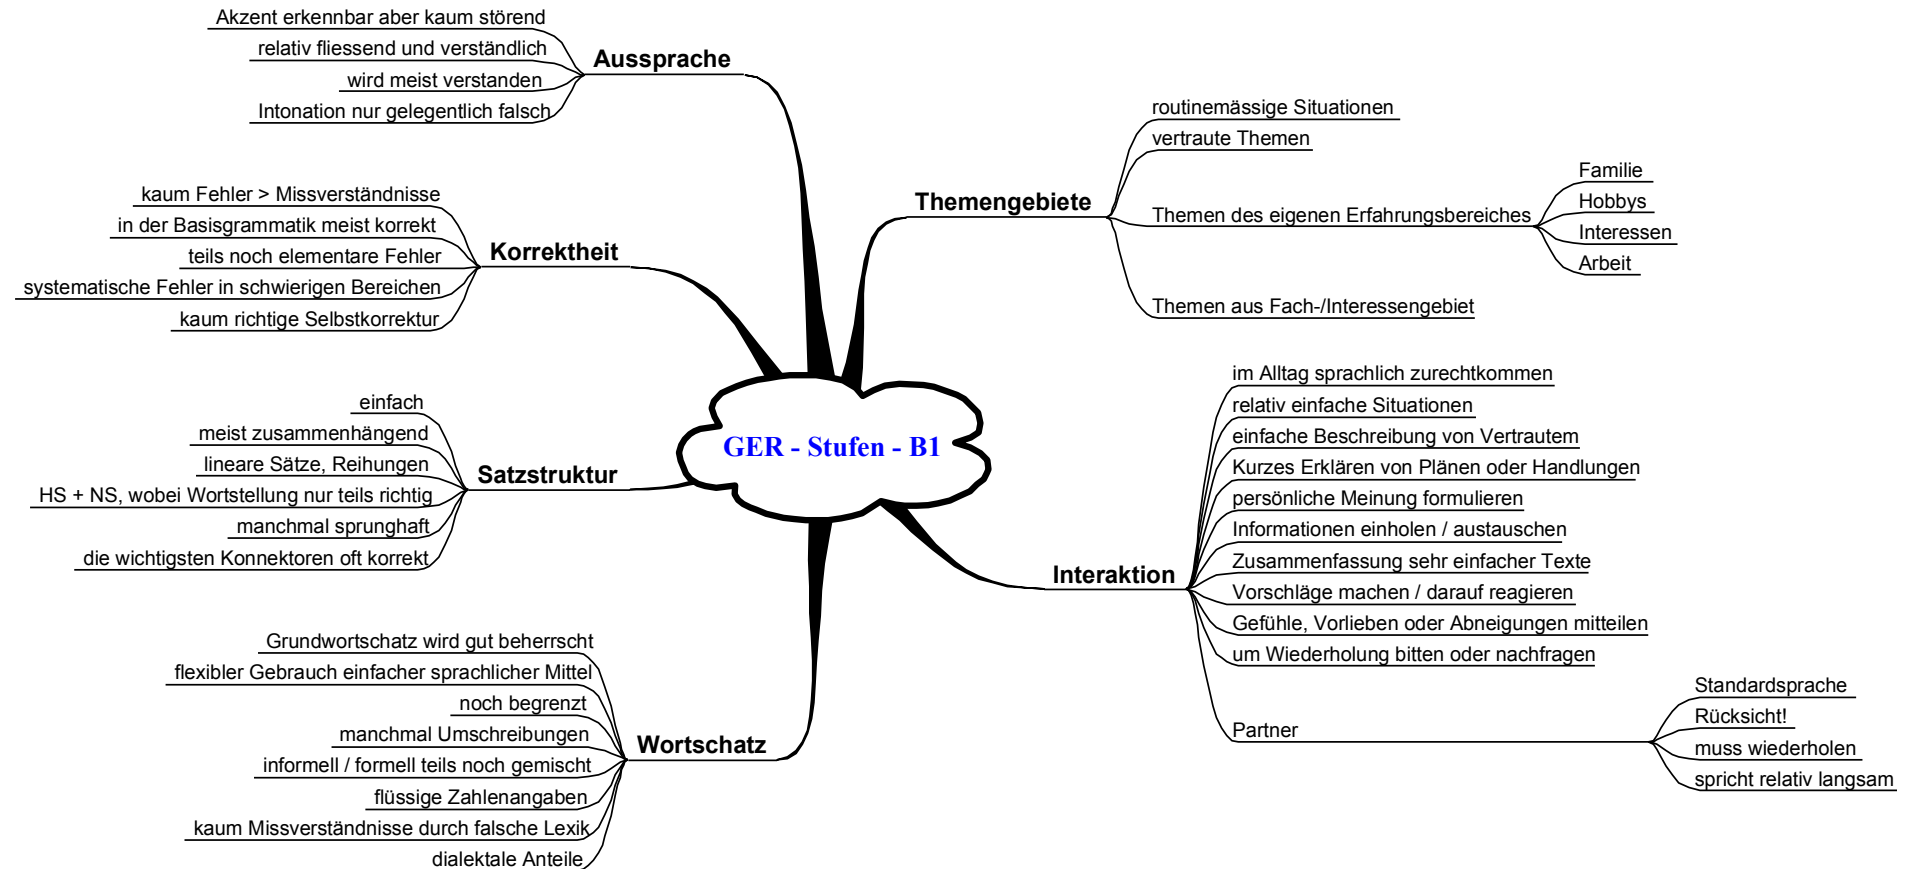 GER - Stufen - B1
Aussprache
Akzent erkennbar aber kaum störend
relativ fliessend und verständlich
wird meist verstanden
Intonation nur gelegentlich falsch
Korrektheit
kaum Fehler > Missverständnisse
in der Basisgrammatik meist korrekt
teils noch elementare Fehler
systematische Fehler in schwierigen Bereichen
kaum richtige Selbstkorrektur
Satzstruktur
einfach
meist zusammenhängend
lineare Sätze, Reihungen
HS + NS, wobei Wortstellung nur teils richtig
manchmal sprunghaft
die wichtigsten Konnektoren oft korrekt
Wortschatz
Grundwortschatz wird gut beherrscht
flexibler Gebrauch einfacher sprachlicher Mittel
noch begrenzt
manchmal Umschreibungen
informell / formell teils noch gemischt
flüssige Zahlenangaben
kaum Missverständnisse durch falsche Lexik
dialektale Anteile
Themengebiete
routinemässige Situationen
vertraute Themen
Themen des eigenen Erfahrungsbereiches
Familie
Hobbys
Interessen
Arbeit
Themen aus Fach-/Interessengebiet
Interaktion
im Alltag sprachlich zurechtkommen
relativ einfache Situationen
einfache Beschreibung von Vertrautem
Kurzes Erklären von Plänen oder Handlungen
persönliche Meinung formulieren
Informationen einholen / austauschen
Zusammenfassung sehr einfacher Texte
Vorschläge machen / darauf reagieren
Gefühle, Vorlieben oder Abneigungen mitteilen
um Wiederholung bitten oder nachfragen
Partner
Standardsprache
Rücksicht!
muss wiederholen
spricht relativ langsam